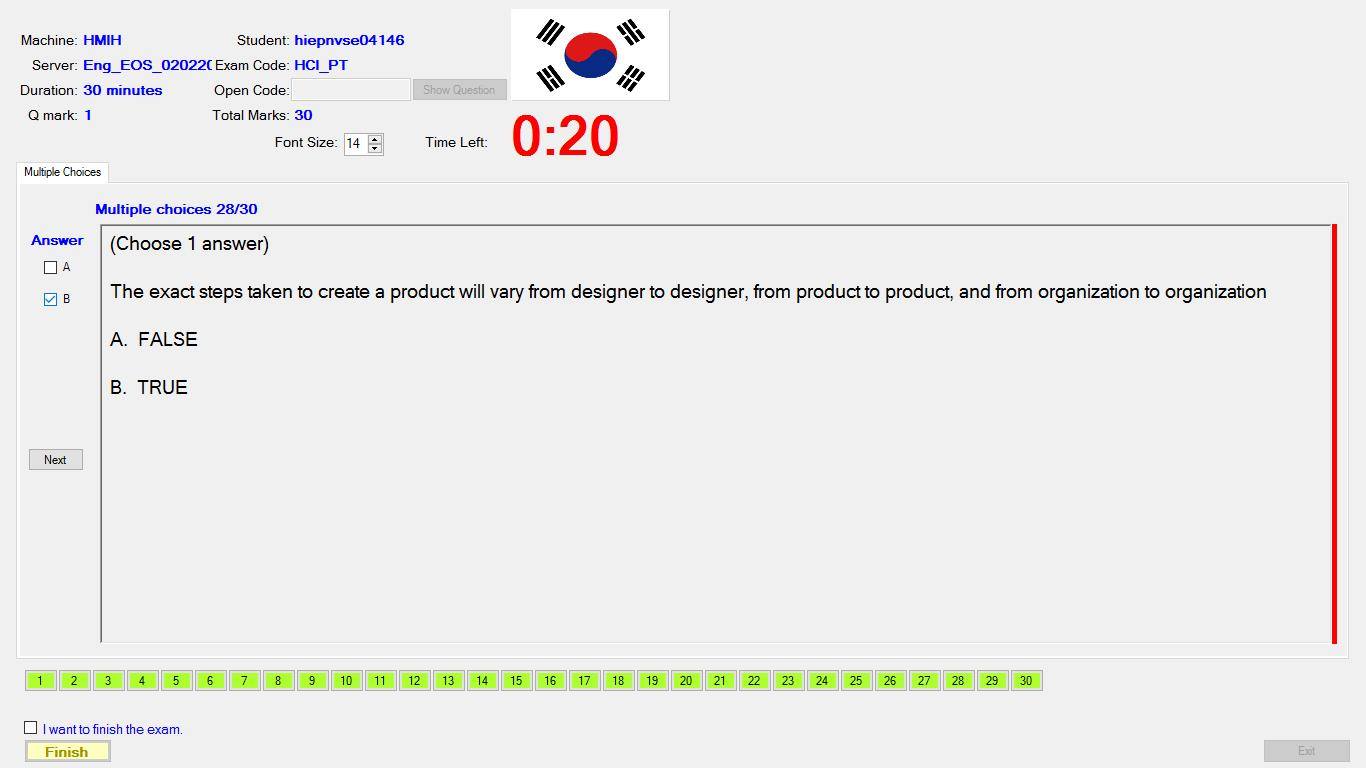 Machine: HMIH Student: hiepnvse04146
Server: Eng_EOS_02022 Exam Code: HCI_PT
Duration: 30 minutes Open Code: Show Question
Q mark: 1 Total Marks: 30
Font Size: 14 Time Left: 0:20
Multiple Choices
Multiple choices 28/30
Answer
A
B
(Choose 1 answer)
The exact steps taken to create a product will vary from designer to designer, from product to product, and from organization to organization
A. FALSE
B. TRUE
Next
1 2 3 4 5 6 7 8 9 10 11 12 13 14 15 16 17 18 19 20 21 22 23 24 25 26 27 28 29 30
I want to finish the exam.
Finish
Exit